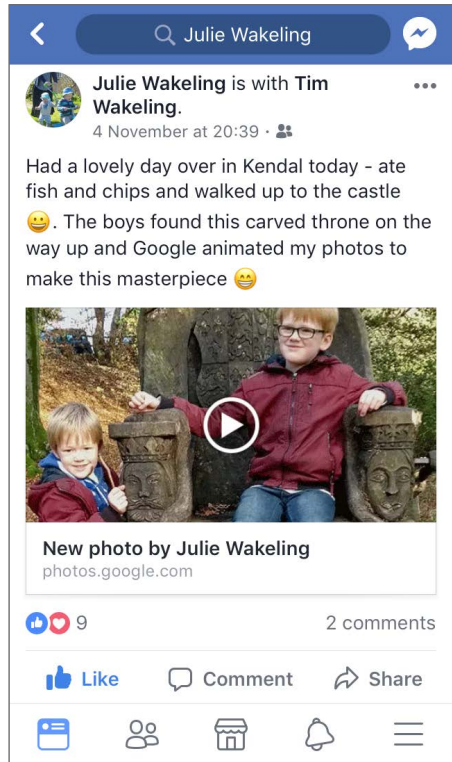 Julie Wakeling
Julie Wakeling is with Tim
Wakeling.
4 November at 20:39 ·
Had a lovely day over in Kendal today - ate
fish and chips and walked up to the castle
😀. The boys found this carved throne on the
way up and Google animated my photos to
make this masterpiece 😁
New photo by Julie Wakeling
photos.google.com
9 2 comments
Like Comment Share